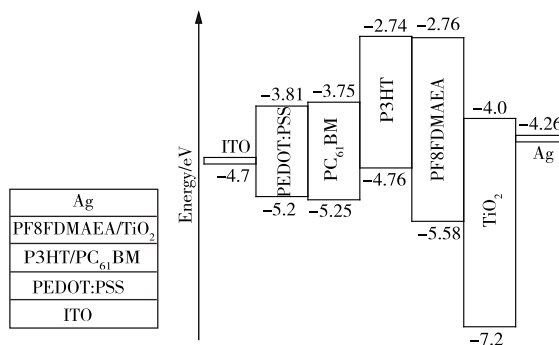 Ag
PF8FDMAEA/TiO₂
P3HT/PC₆₁BM
PEDOT:PSS
ITO
Energy/eV
ITO
−4.7
−3.81
PEDOT:PSS
−5.2
−3.75
PC₆₁BM
−5.25
−2.74
P3HT
−4.76
−2.76
PF8FDMAEA
−5.58
−4.0
TiO₂
−7.2
−4.26
Ag